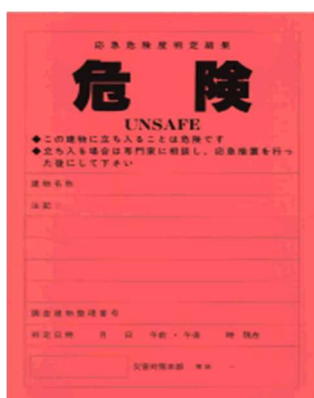 応急危険度判定結果
危険
UNSAFE
◆この建物に立ち入ることは危険です
◆立ち入る場合は専門家に相談し、応急措置を行っ
た後にして下さい
建物名称
注記：
調査建物整理番号
判定日時 月 日 午前・午後 時 現在
災害対策本部 電話 −